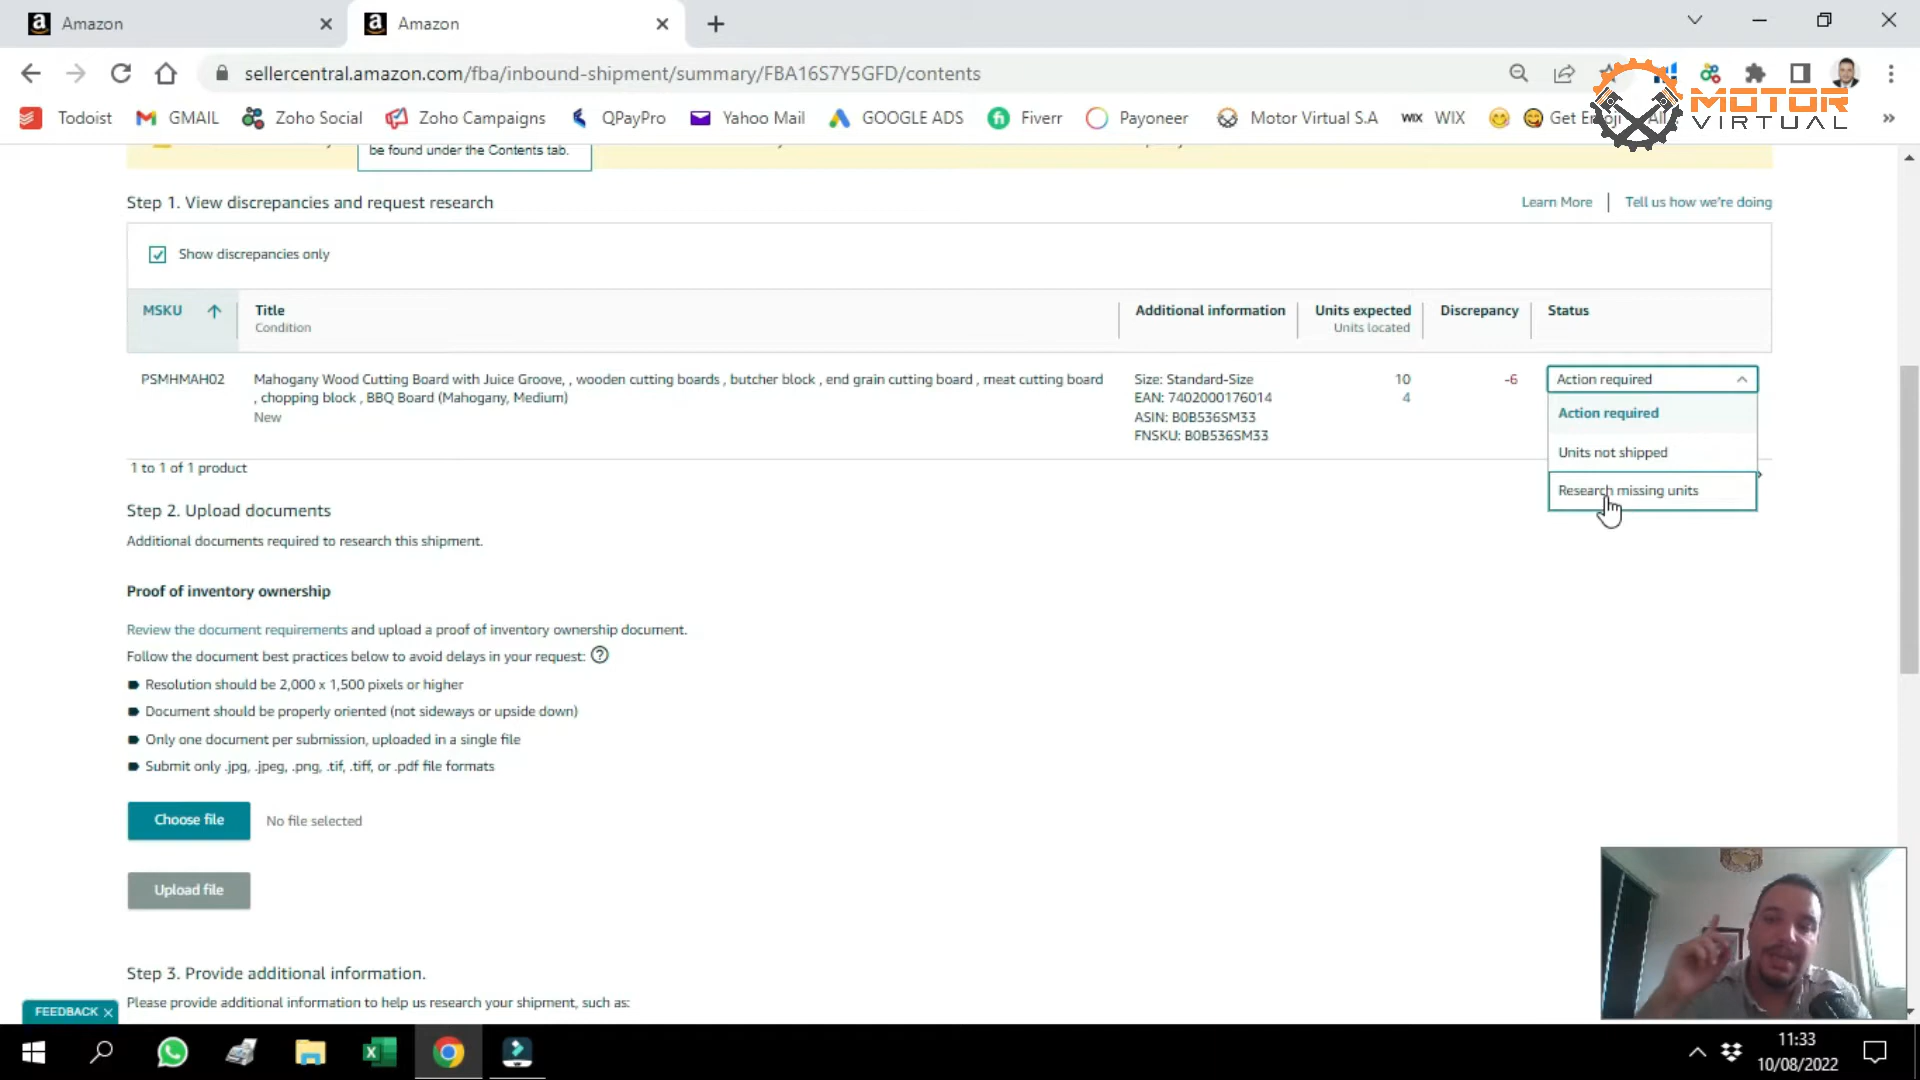 Amazon
Amazon
sellercentral.amazon.com/fba/inbound-shipment/summary/FBA16S7Y5GFD/contents
Todoist
GMAIL
Zoho Social
Zoho Campaigns
QPayPro
Yahoo Mail
GOOGLE ADS
Fiverr
Payoneer
Motor Virtual S.A
WIX WIX
Get Emoji
MOTOR
VIRTUAL
be found under the Contents tab.
Step 1. View discrepancies and request research
Learn More
Tell us how we're doing
Show discrepancies only
MSKU
Title
Condition
Additional information
Units expected
Units located
Discrepancy
Status
PSMHMAH02
Mahogany Wood Cutting Board with Juice Groove, , wooden cutting boards , butcher block , end grain cutting board , meat cutting board
, chopping block , BBQ Board (Mahogany, Medium)
New
Size: Standard-Size
EAN: 7402000176014
ASIN: B0B536SM33
FNSKU: B0B536SM33
10
4
-6
Action required
Action required
Units not shipped
Research missing units
1 to 1 of 1 product
Step 2. Upload documents
Additional documents required to research this shipment.
Proof of inventory ownership
Review the document requirements and upload a proof of inventory ownership document.
Follow the document best practices below to avoid delays in your request:
Resolution should be 2,000 x 1,500 pixels or higher
Document should be properly oriented (not sideways or upside down)
Only one document per submission, uploaded in a single file
Submit only .jpg, .jpeg, .png, .tif, .tiff, or .pdf file formats
Choose file
No file selected
Upload file
Step 3. Provide additional information.
Please provide additional information to help us research your shipment, such as:
FEEDBACK
11:33
10/08/2022